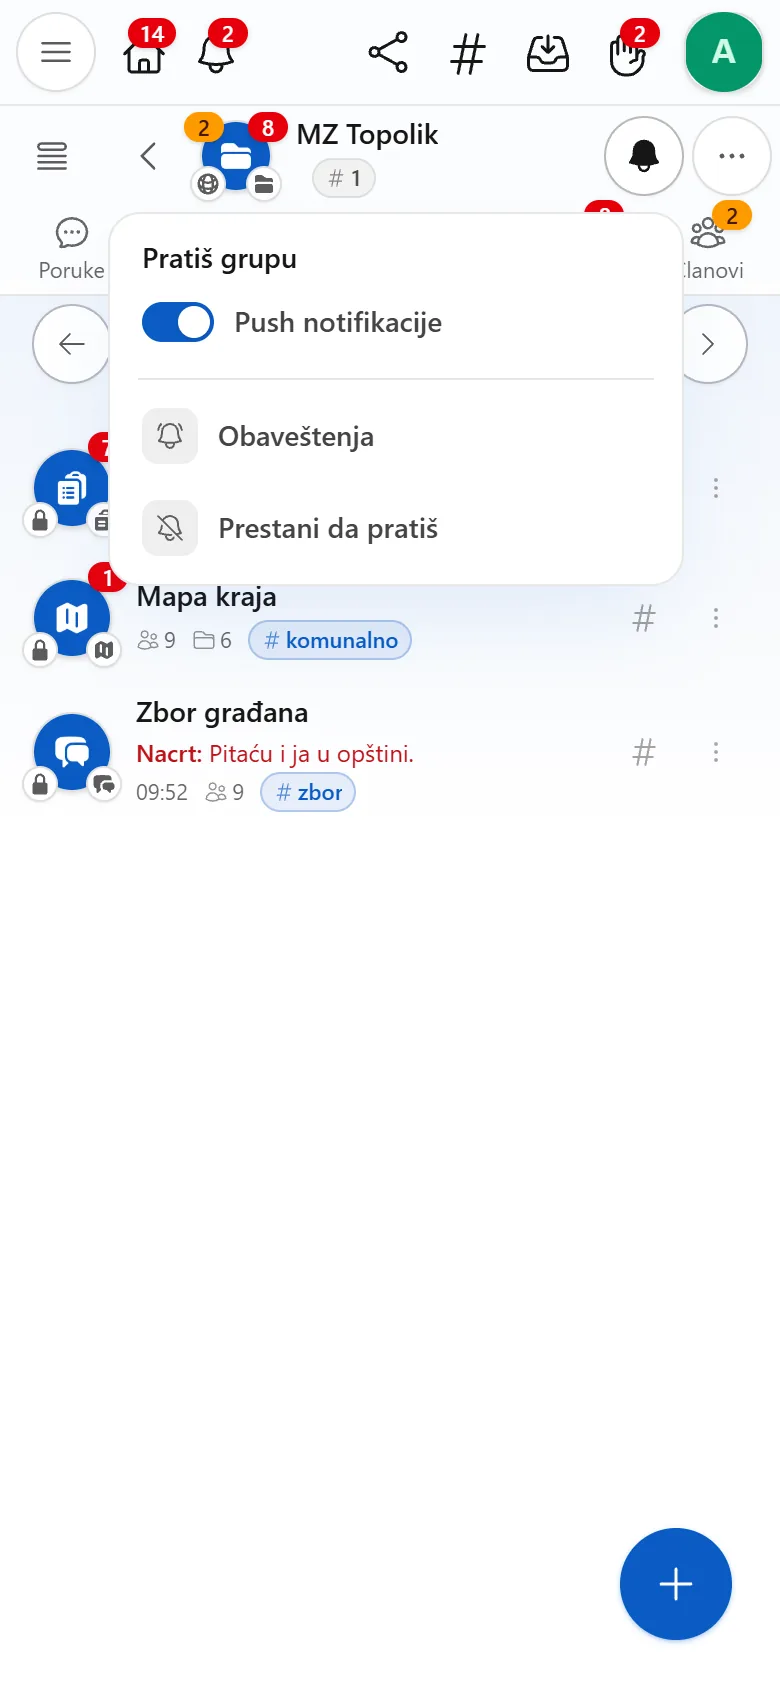 14
2
2
A
2
8
MZ Topolik
# 1
2
Poruke
Pratiš grupu
Push notifikacije
Obaveštenja
Prestani da pratiš
7
1
Mapa kraja
9
6
# komunalno
Zbor građana
Nacrt: Pitaću i ja u opštini.
09:52
9
# zbor